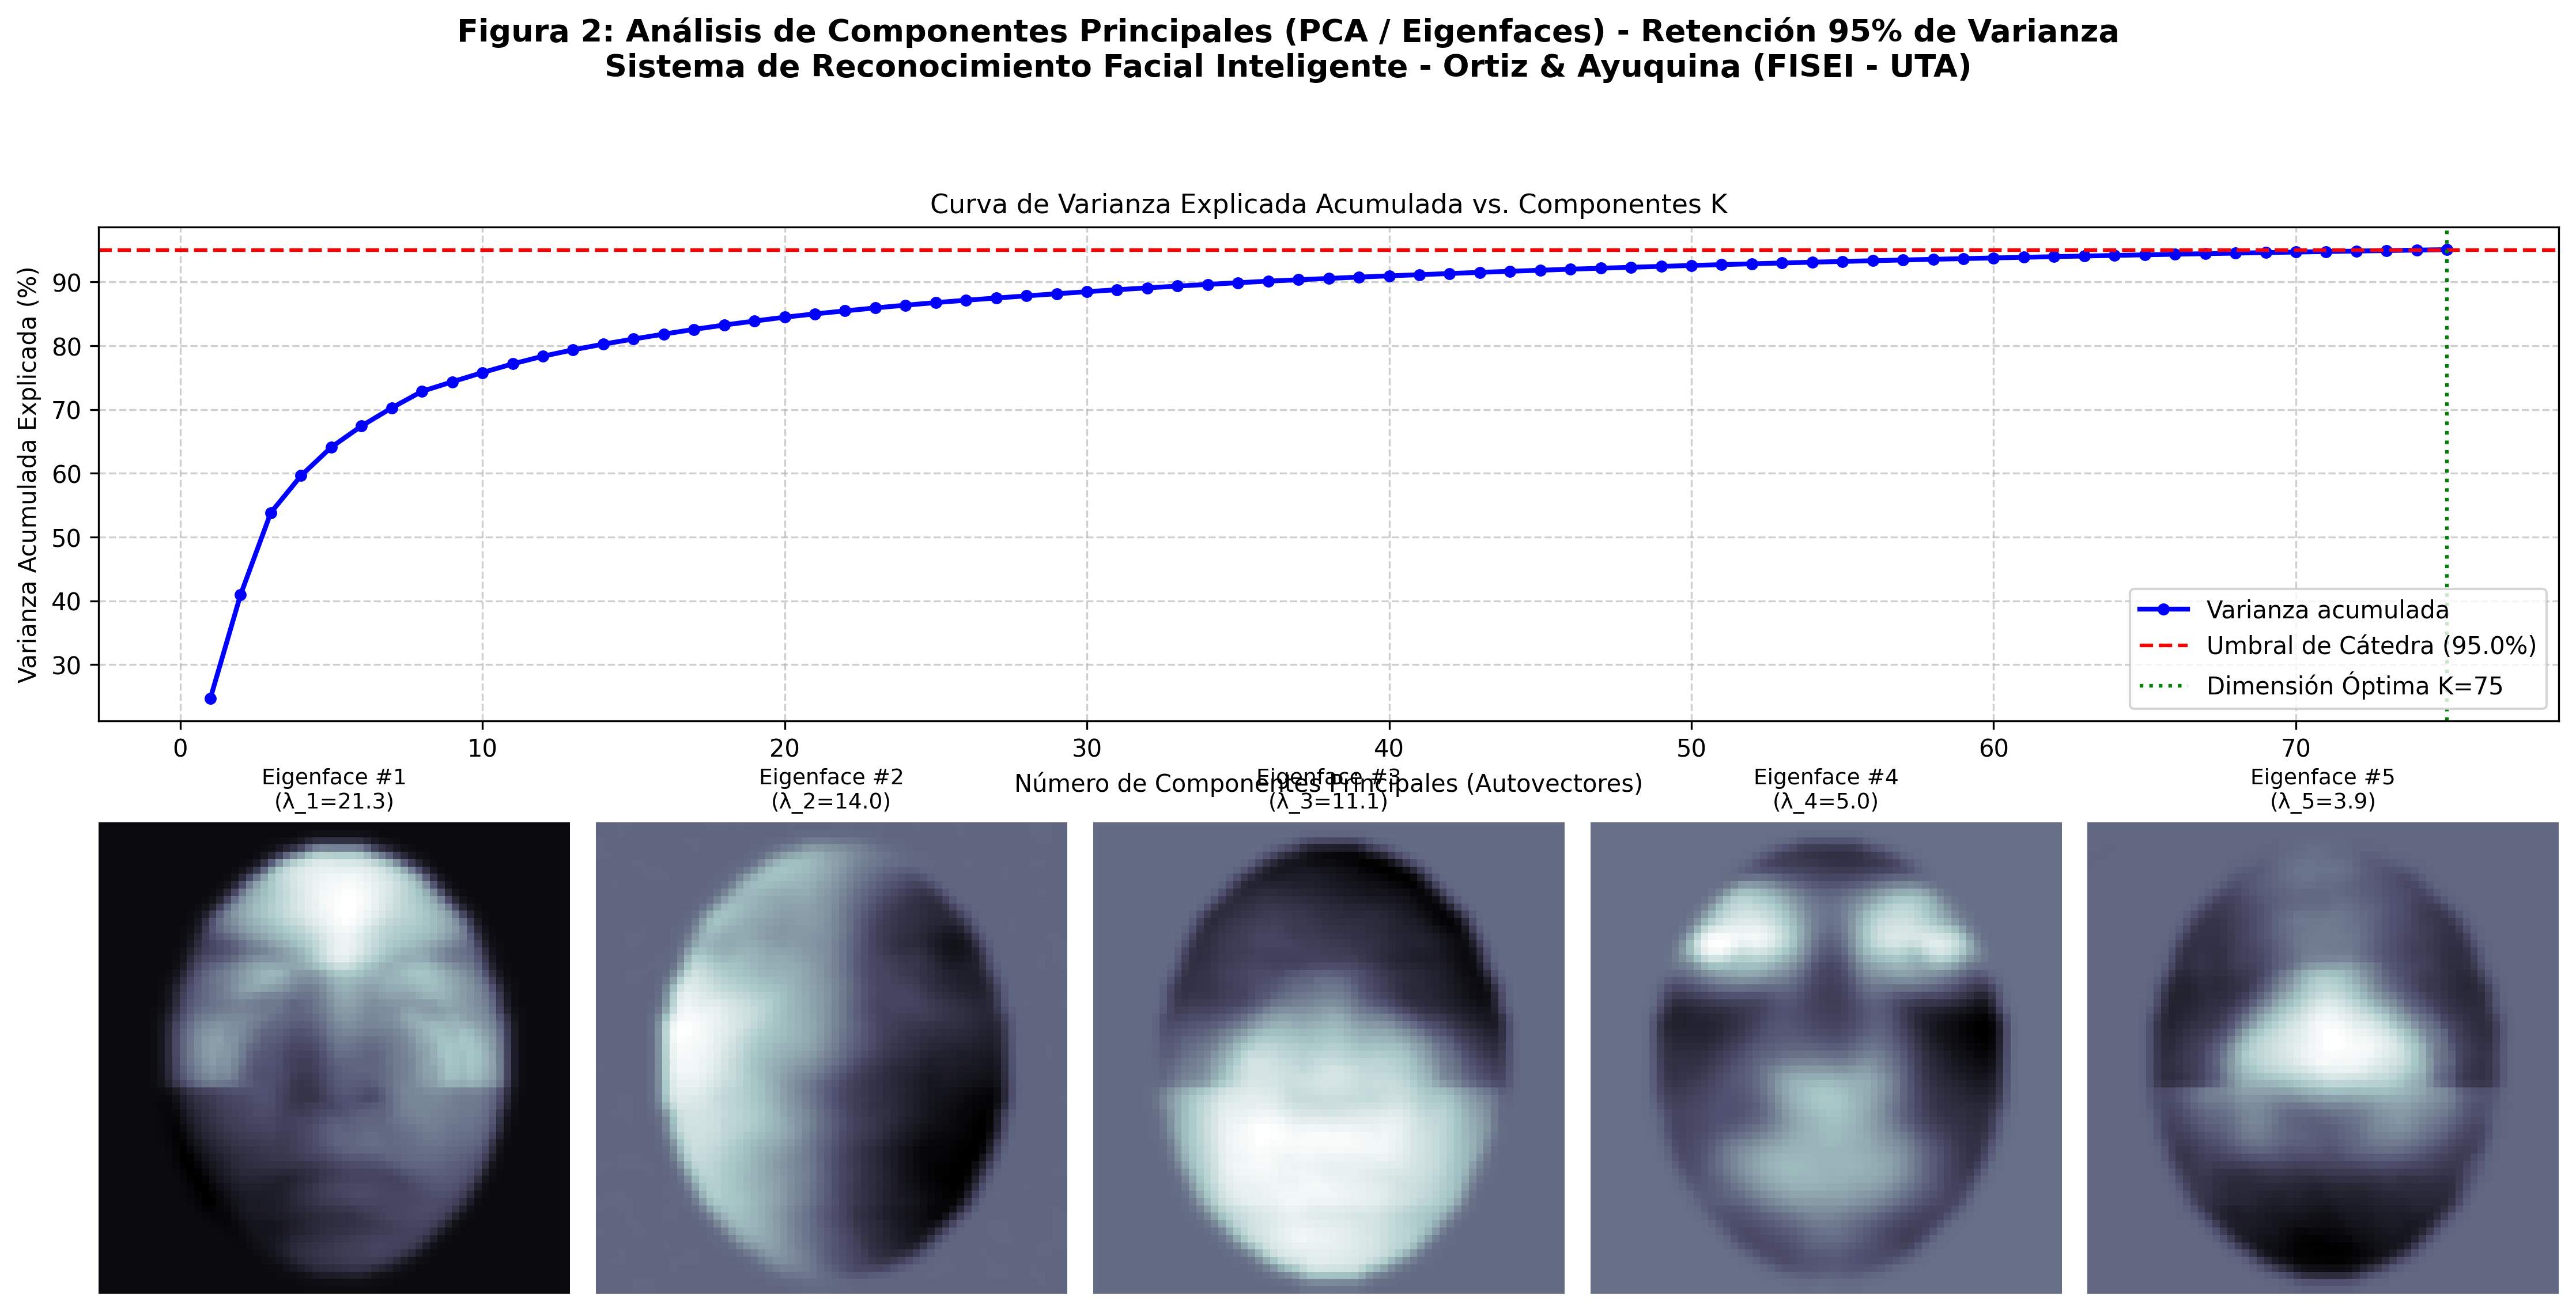 Figura 2: Análisis de Componentes Principales (PCA / Eigenfaces) - Retención 95% de Varianza
Sistema de Reconocimiento Facial Inteligente - Ortiz & Ayuquina (FISEI - UTA)
Curva de Varianza Explicada Acumulada vs. Componentes K
Varianza Acumulada Explicada (%)
90
80
70
60
50
40
30
Varianza acumulada
Umbral de Cátedra (95.0%)
Dimensión Óptima K=75
0 10 20 30 40 50 60 70
Número de Componentes Principales (Autovectores)
Eigenface #1
(λ_1=21.3)
Eigenface #2
(λ_2=14.0)
Eigenface #3
(λ_3=11.1)
Eigenface #4
(λ_4=5.0)
Eigenface #5
(λ_5=3.9)